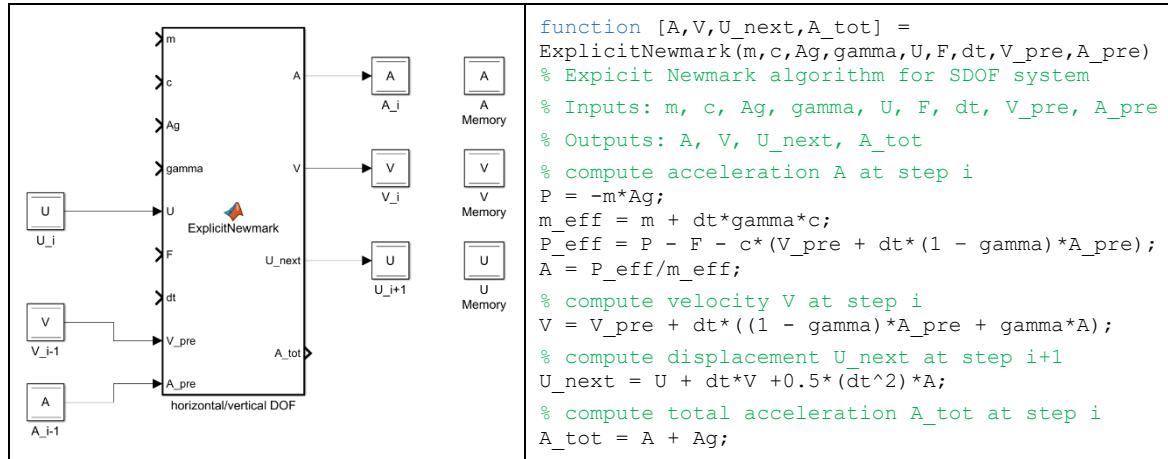 m
c
Ag
gamma
U
F
dt
V_pre
A_pre
A
V
U_next
A_tot
ExplicitNewmark
horizontal/vertical DOF
U
U_i
V
V_i-1
A
A_i-1
A
A_i
V
V_i
U
U_i+1
A
A
Memory
V
V
Memory
U
U
Memory
function [A,V,U_next,A_tot] =
ExplicitNewmark(m,c,Ag,gamma,U,F,dt,V_pre,A_pre)
% Expicit Newmark algorithm for SDOF system
% Inputs: m, c, Ag, gamma, U, F, dt, V_pre, A_pre
% Outputs: A, V, U_next, A_tot
% compute acceleration A at step i
P = -m*Ag;
m_eff = m + dt*gamma*c;
P_eff = P - F - c*(V_pre + dt*(1 - gamma)*A_pre);
A = P_eff/m_eff;
% compute velocity V at step i
V = V_pre + dt*((1 - gamma)*A_pre + gamma*A);
% compute displacement U_next at step i+1
U_next = U + dt*V +0.5*(dt^2)*A;
% compute total acceleration A_tot at step i
A_tot = A + Ag;